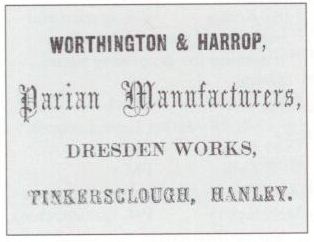 WORTHINGTON & HARROP,
Parian Manufacturers,
DRESDEN WORKS,
TINKERSCLOUGH, HANLEY.